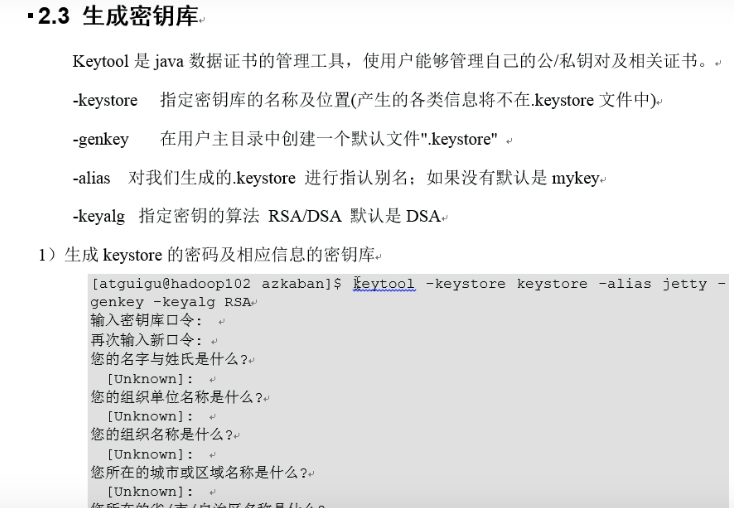 2.3 生成密钥库
Keytool 是 java 数据证书的管理工具，使用户能够管理自己的公/私钥对及相关证书。
-keystore 指定密钥库的名称及位置(产生的各类信息将不在.keystore 文件中)
-genkey 在用户主目录中创建一个默认文件".keystore"
-alias 对我们生成的.keystore 进行指认别名；如果没有默认是 mykey
-keyalg 指定密钥的算法 RSA/DSA 默认是 DSA
1）生成 keystore 的密码及相应信息的密钥库
[atguigu@hadoop102 azkaban]$ keytool -keystore keystore -alias jetty -
genkey -keyalg RSA
输入密钥库口令:
再次输入新口令:
您的名字与姓氏是什么?
[Unknown]:
您的组织单位名称是什么?
[Unknown]:
您的组织名称是什么?
[Unknown]:
您所在的城市或区域名称是什么?
[Unknown]: